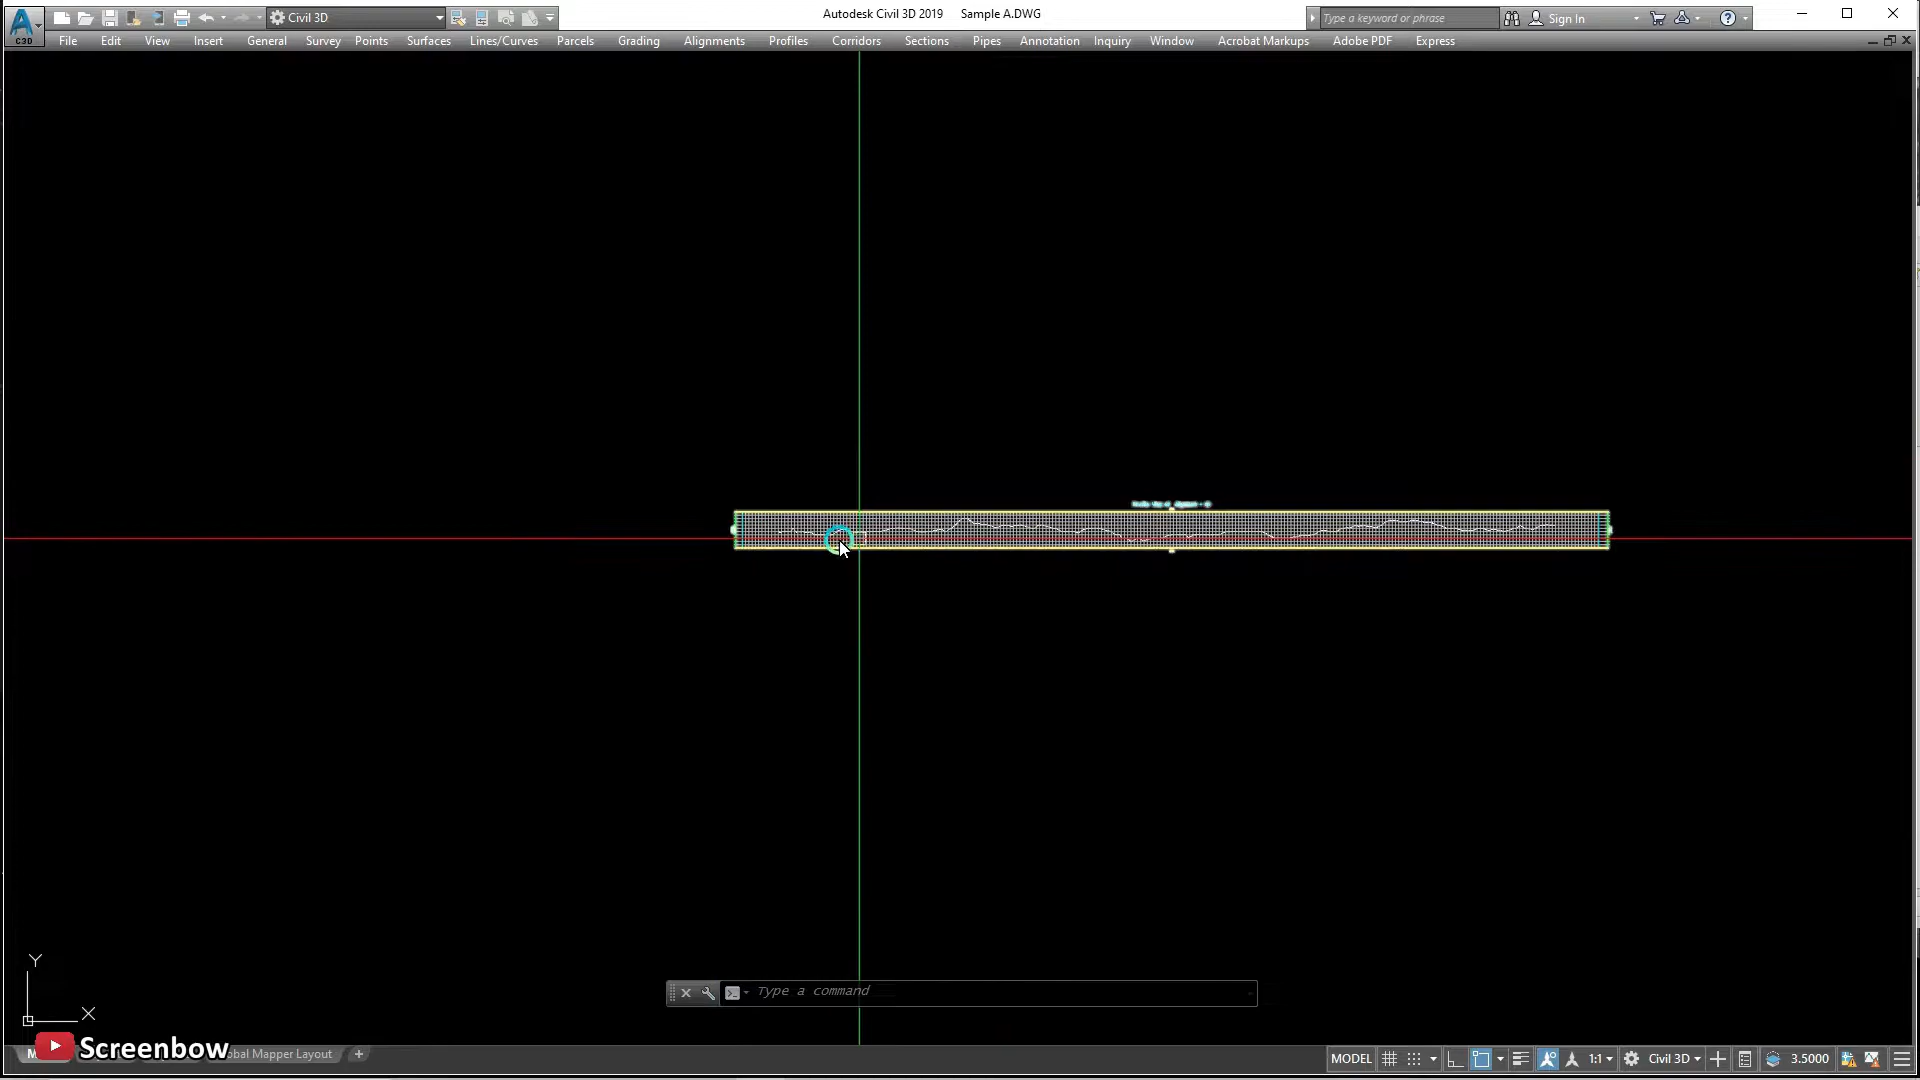 Civil 3D
Autodesk Civil 3D 2019 Sample A.DWG
Type a keyword or phrase
Sign In
C3D
File Edit View Insert General Survey Points Surfaces Lines/Curves Parcels Grading Alignments Profiles Corridors Sections Pipes Annotation Inquiry Window Acrobat Markups Adobe PDF Express
Type a command
Y
X
Screenbow
Mapper Layout
MODEL 1:1 Civil 3D 3.5000